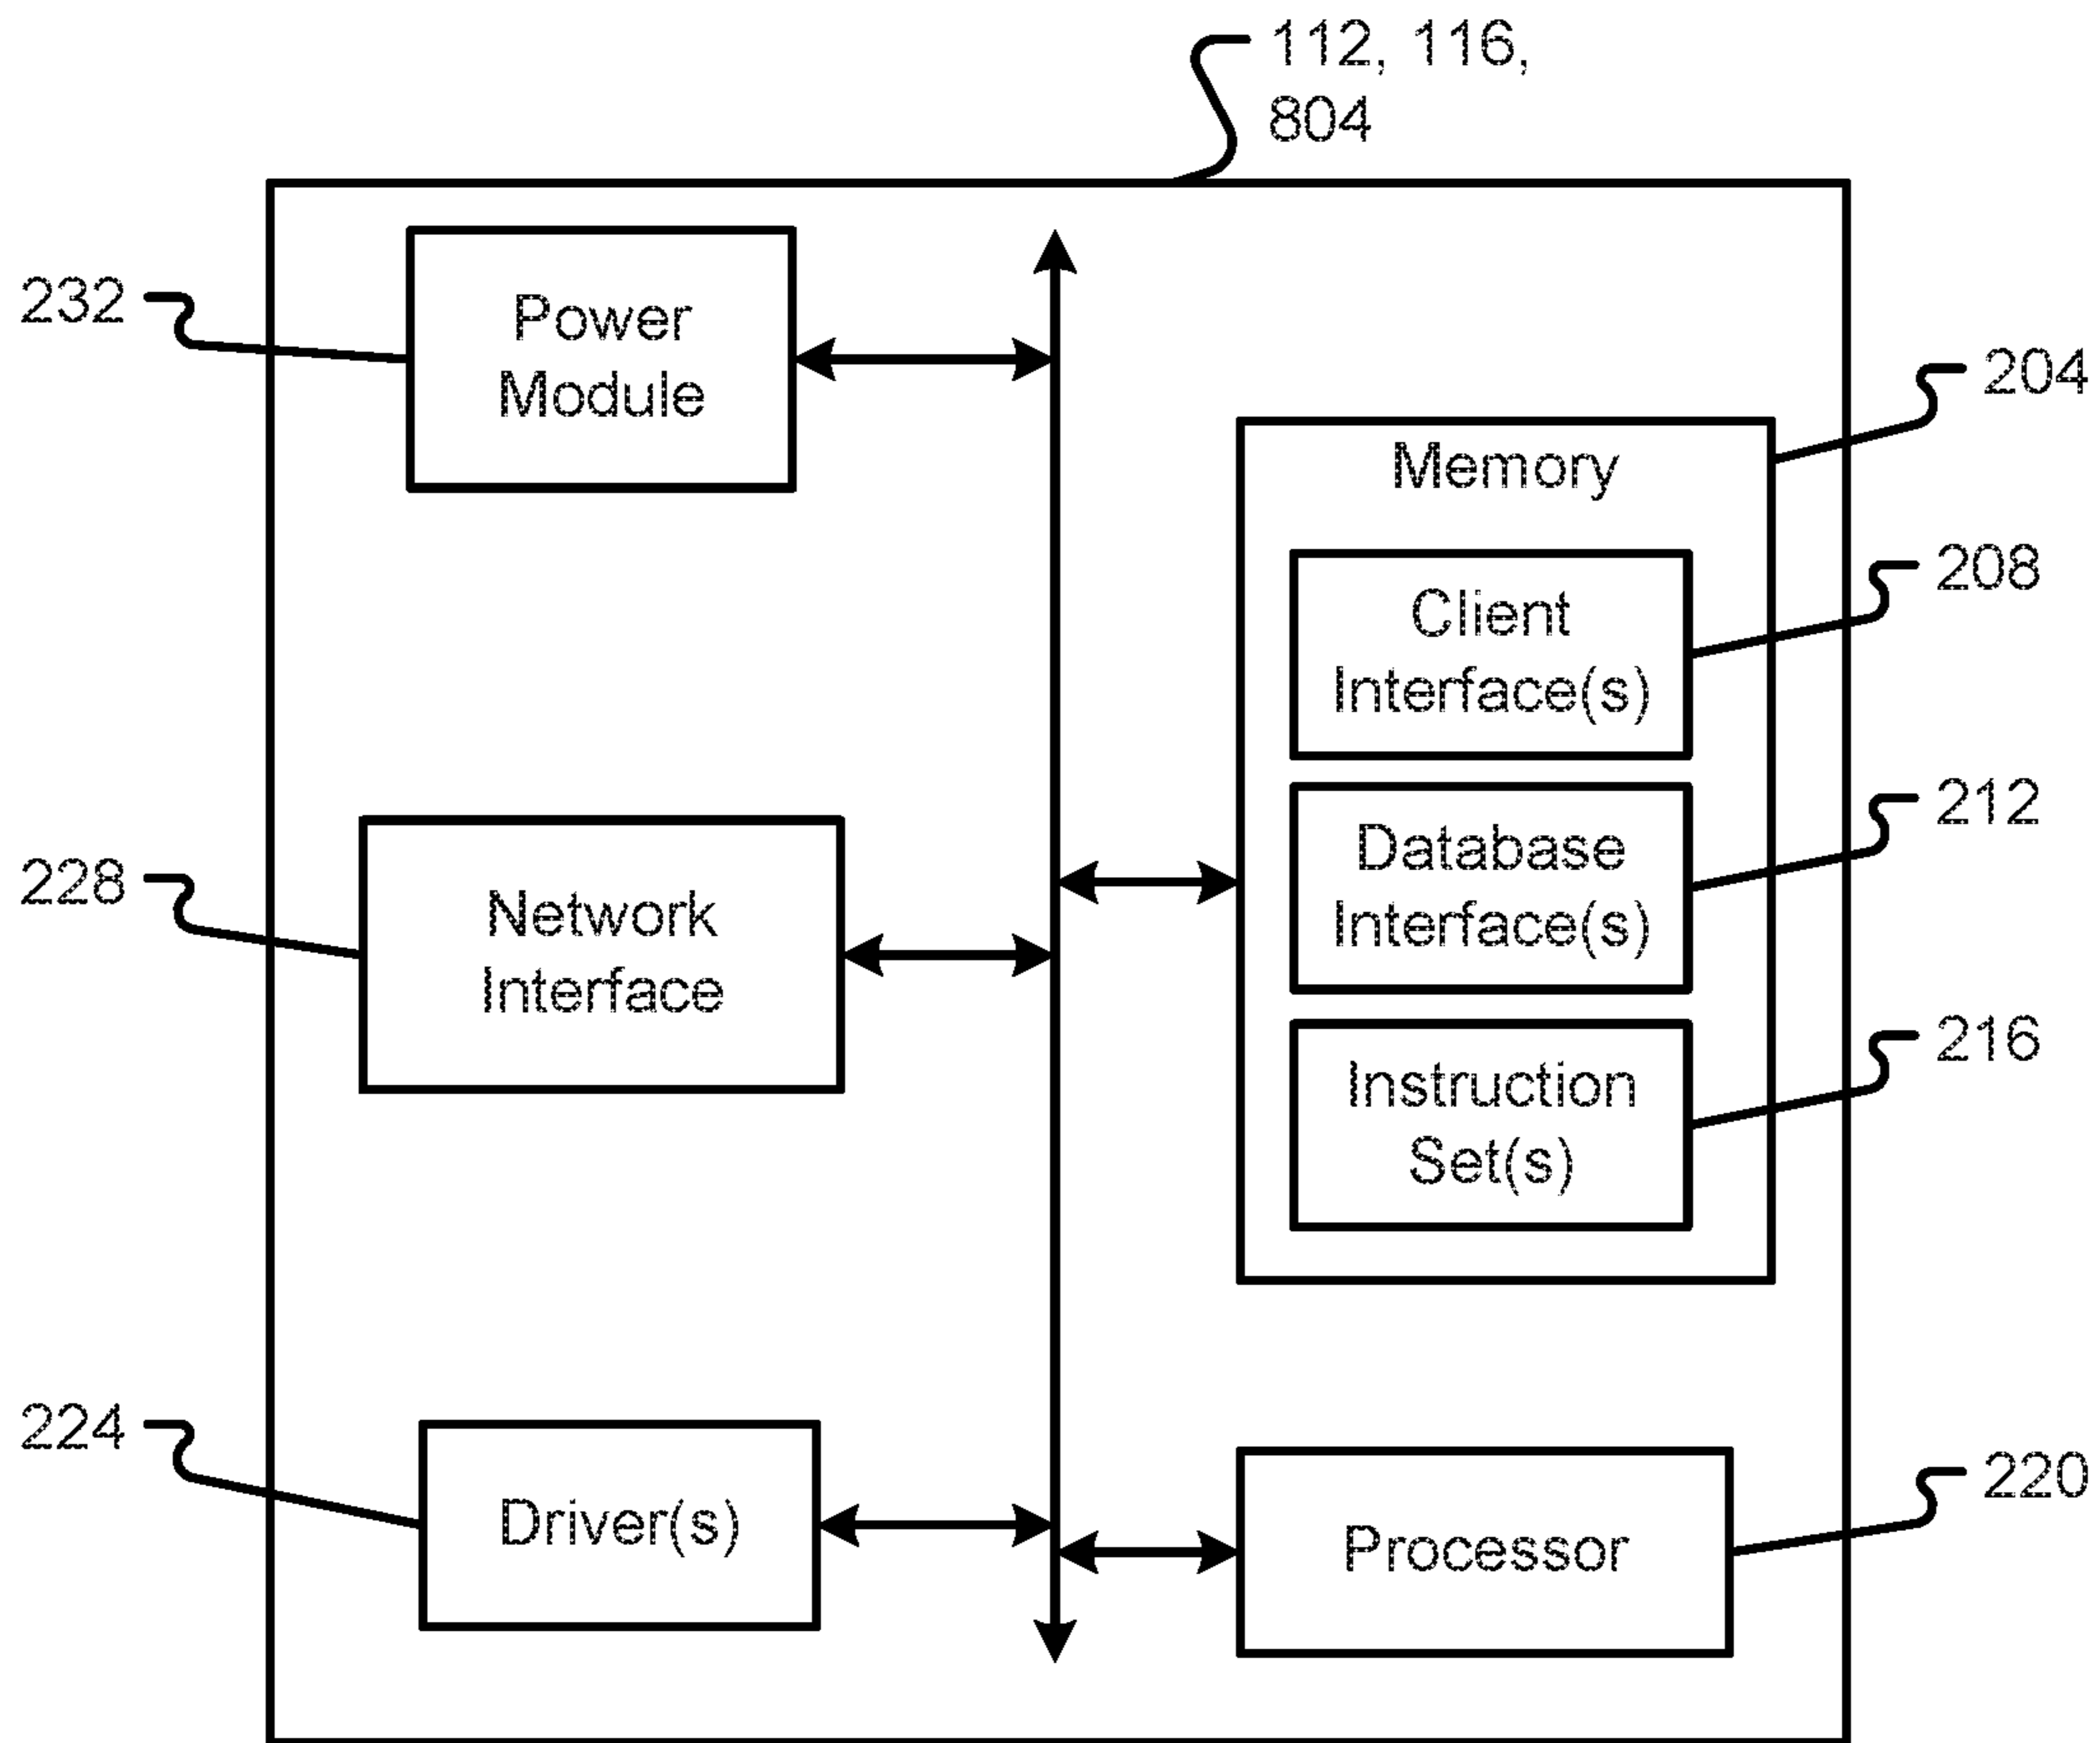 112, 116,
804
232
Power
Module
204
Memory
208
Client
Interface(s)
212
Database
Interface(s)
228
Network
Interface
216
Instruction
Set(s)
224
Driver(s)
220
Processor